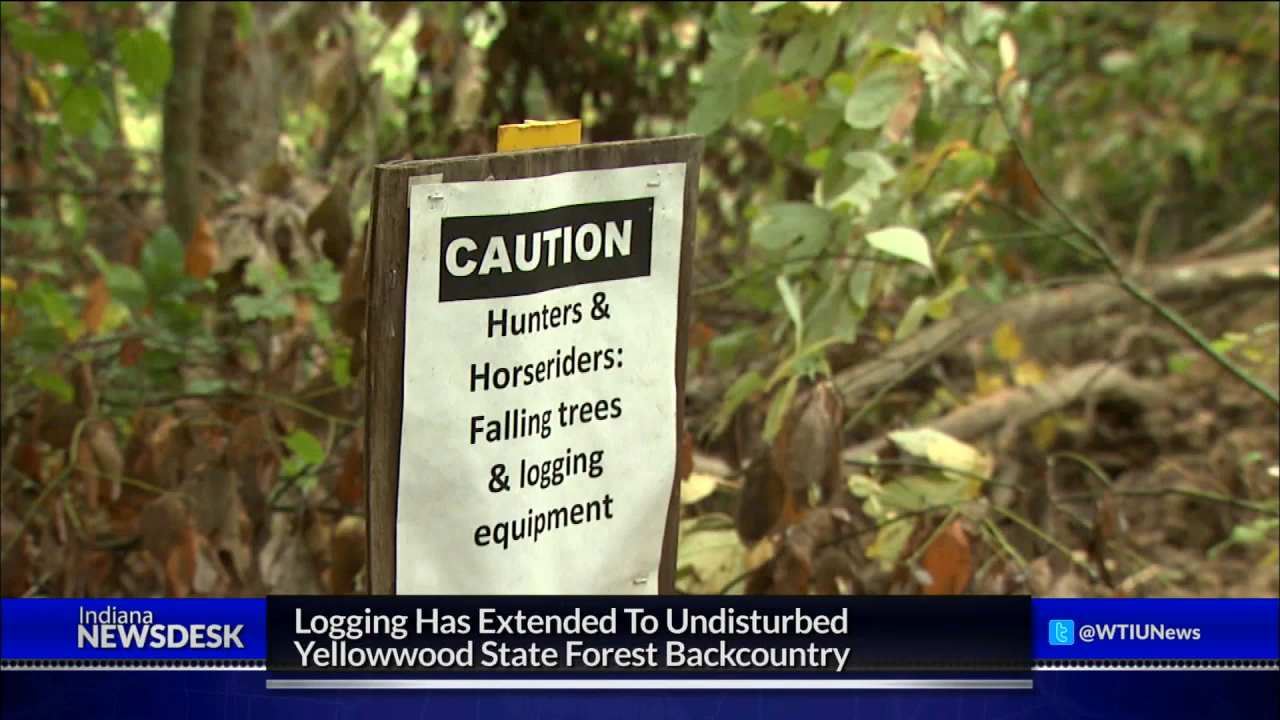 CAUTION
Hunters &
Horseriders:
Falling trees
& logging
equipment
Indiana
NEWSDESK
Logging Has Extended To Undisturbed
Yellowwood State Forest Backcountry
@WTIUNews